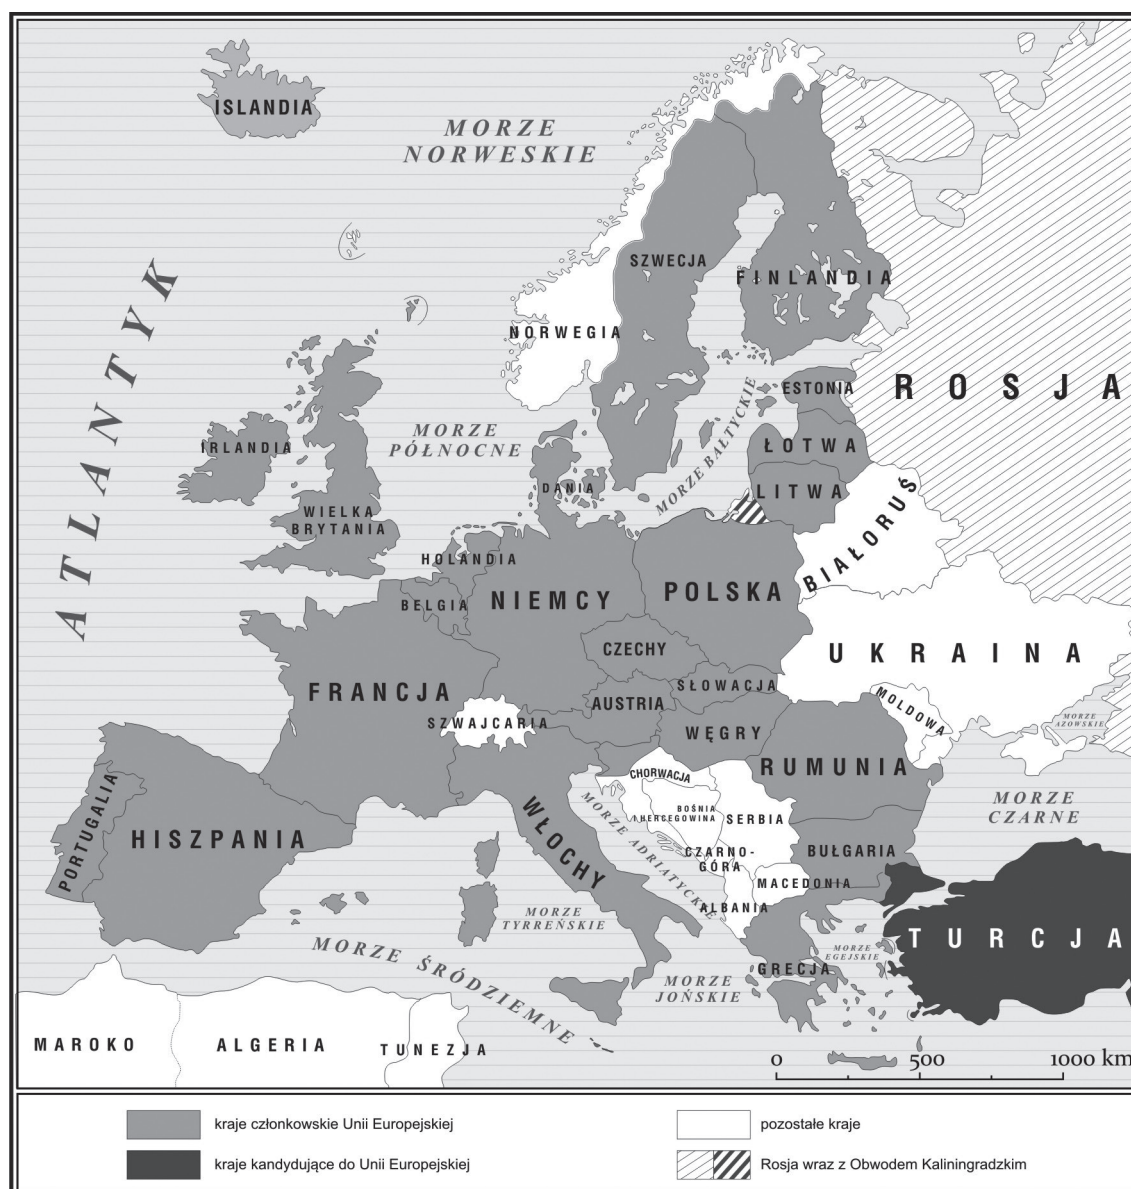 ISLANDIA
MORZE
NORWESKIE
SZWECJA
FINLANDIA
ATLANTYK
NORWEGIA
ROSJA
ESTONIA
MORZE
PÓŁNOCNE
MORZE BAŁTYCKIE
IRLANDIA
ŁOTWA
DANIA
LITWA
WIELKA
BRYTANIA
BIAŁORUŚ
HOLANDIA
BELGIA
NIEMCY
POLSKA
CZECHY
UKRAINA
FRANCJA
SŁOWACJA
AUSTRIA
MOLDOWA
SZWAJCARIA
WĘGRY
MORZE
AZOWSKIE
RUMUNIA
CHORWACJA
PORTUGALIA
HISZPANIA
WŁOCHY
MORZE ADRIATYCKIE
BOŚNIA
I HERCEGOWINA
SERBIA
MORZE
CZARNE
CZARNO-
GÓRA
BUŁGARIA
MACEDONIA
ALBANIA
MORZE
TYRREŃSKIE
TURCJA
MORZE ŚRÓDZIEMNE
MORZE
JOŃSKIE
GRECJA
MORZE
EGEJSKIE
MAROKO
ALGERIA
TUNEZJA
0 500 1000 km
kraje członkowskie Unii Europejskiej
pozostałe kraje
kraje kandydujące do Unii Europejskiej
Rosja wraz z Obwodem Kaliningradzkim